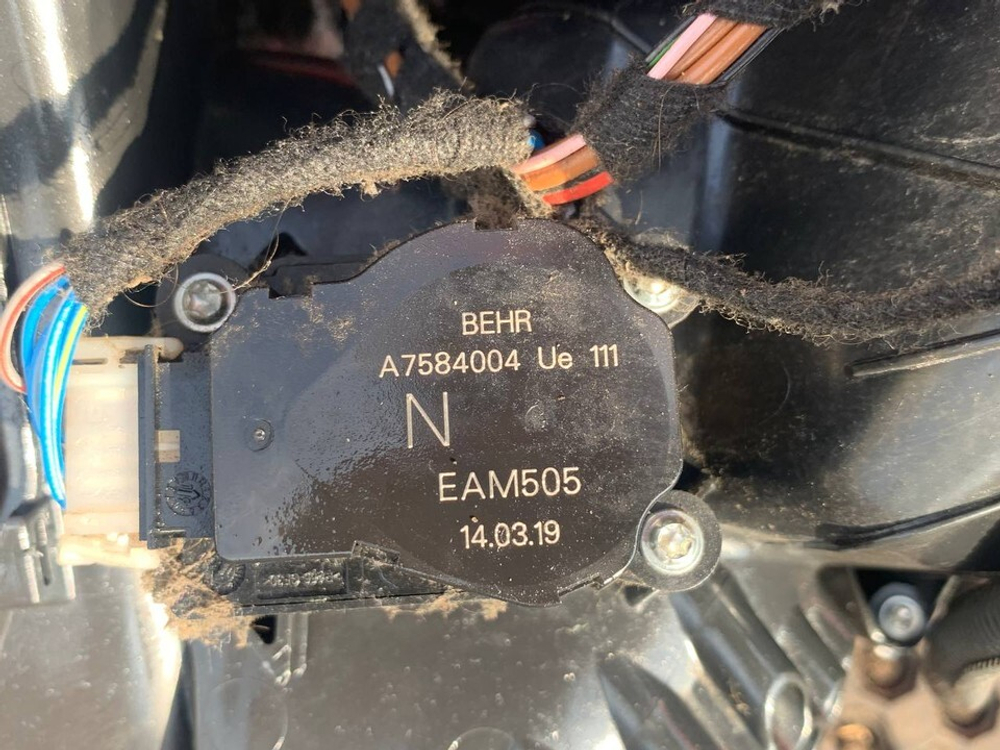 BEHR
A7584004 Ue 111
N
EAM505
14.03.19